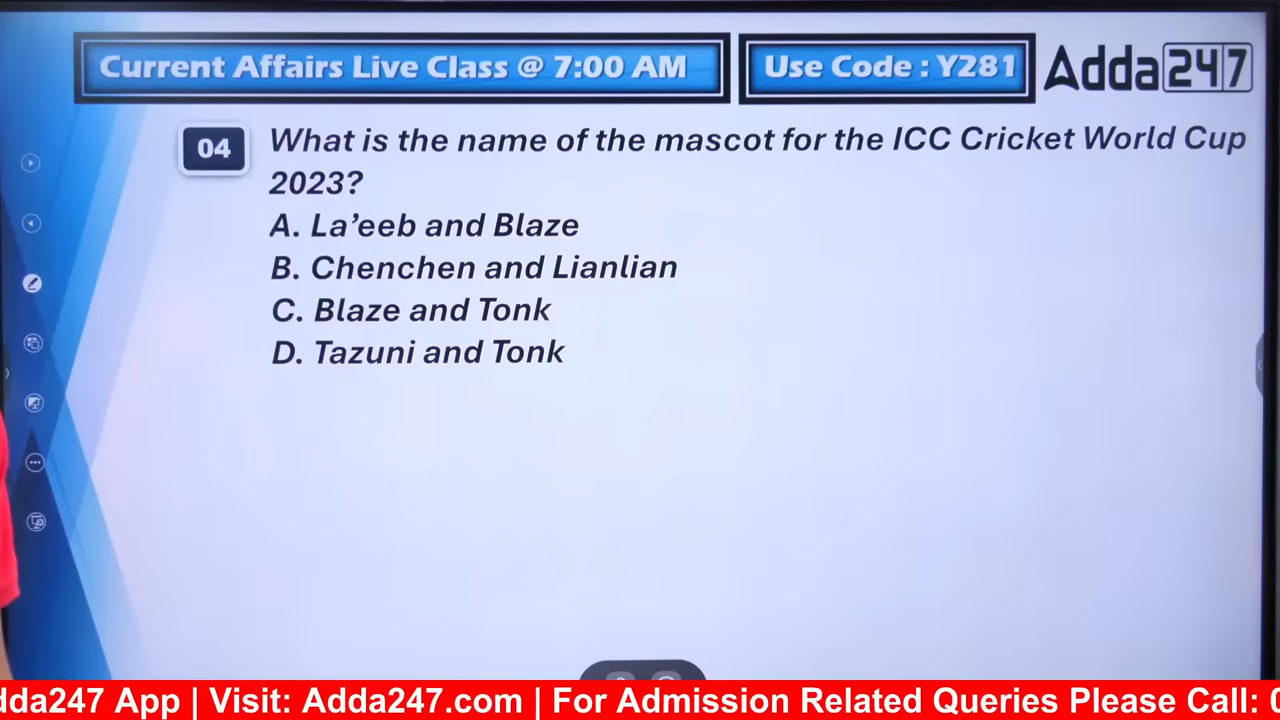 Current Affairs Live Class @ 7:00 AM
Use Code : Y281
Adda247
04
What is the name of the mascot for the ICC Cricket World Cup
2023?
A. La’eeb and Blaze
B. Chenchen and Lianlian
C. Blaze and Tonk
D. Tazuni and Tonk
dda247 App | Visit: Adda247.com | For Admission Related Queries Please Call: 0